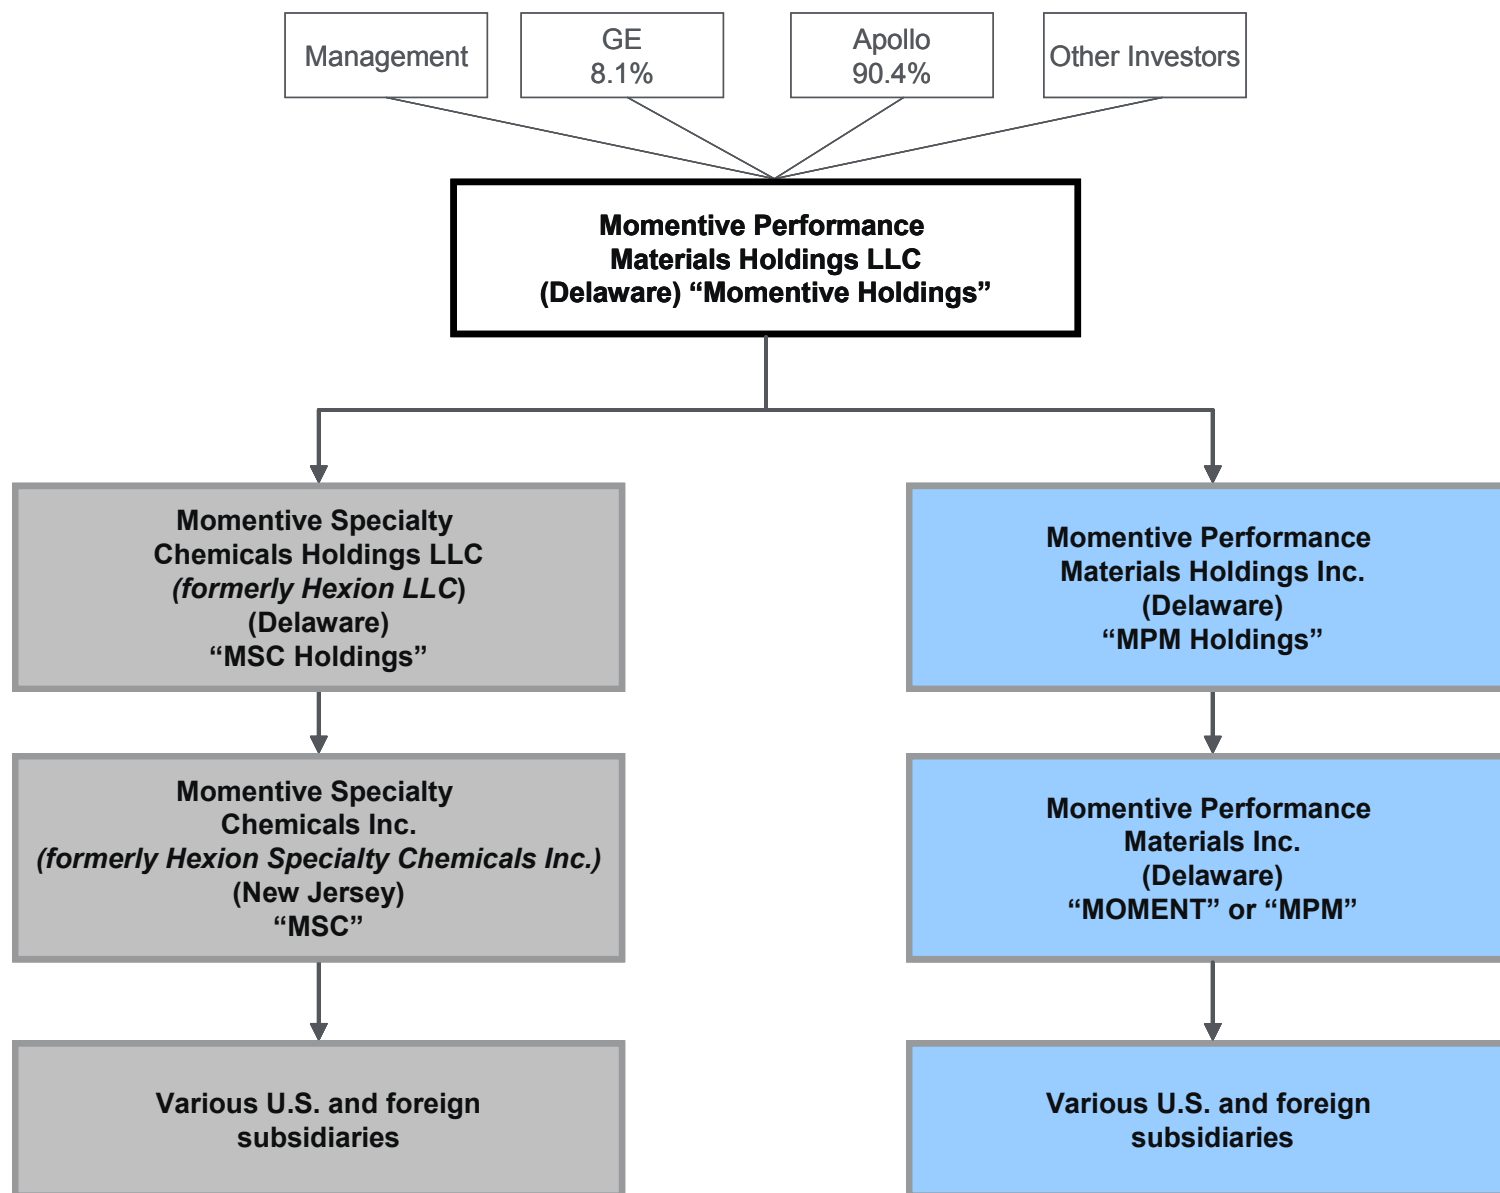 Management
GE
8.1%
Apollo
90.4%
Other Investors
Momentive Performance
Materials Holdings LLC
(Delaware) “Momentive Holdings”
Momentive Specialty
Chemicals Holdings LLC
(formerly Hexion LLC)
(Delaware)
“MSC Holdings”
Momentive Performance
Materials Holdings Inc.
(Delaware)
“MPM Holdings”
Momentive Specialty
Chemicals Inc.
(formerly Hexion Specialty Chemicals Inc.)
(New Jersey)
“MSC”
Momentive Performance
Materials Inc.
(Delaware)
“MOMENT” or “MPM”
Various U.S. and foreign
subsidiaries
Various U.S. and foreign
subsidiaries